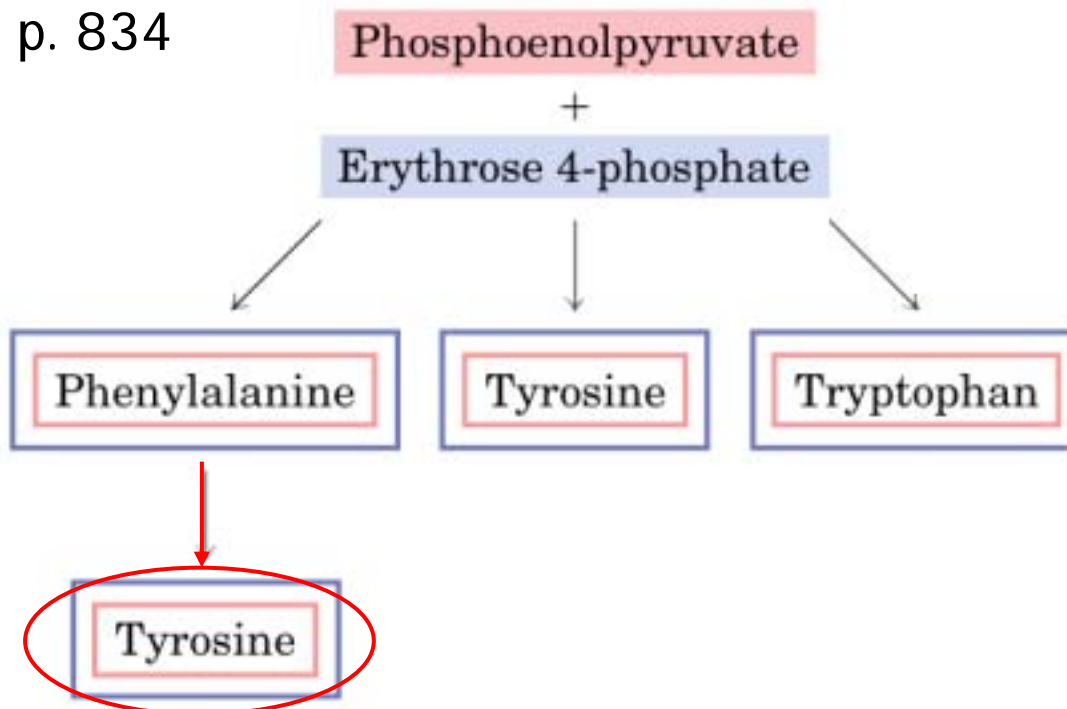 p. 834
Phosphoenolpyruvate
+
Erythrose 4-phosphate
Phenylalanine Tyrosine Tryptophan
Tyrosine